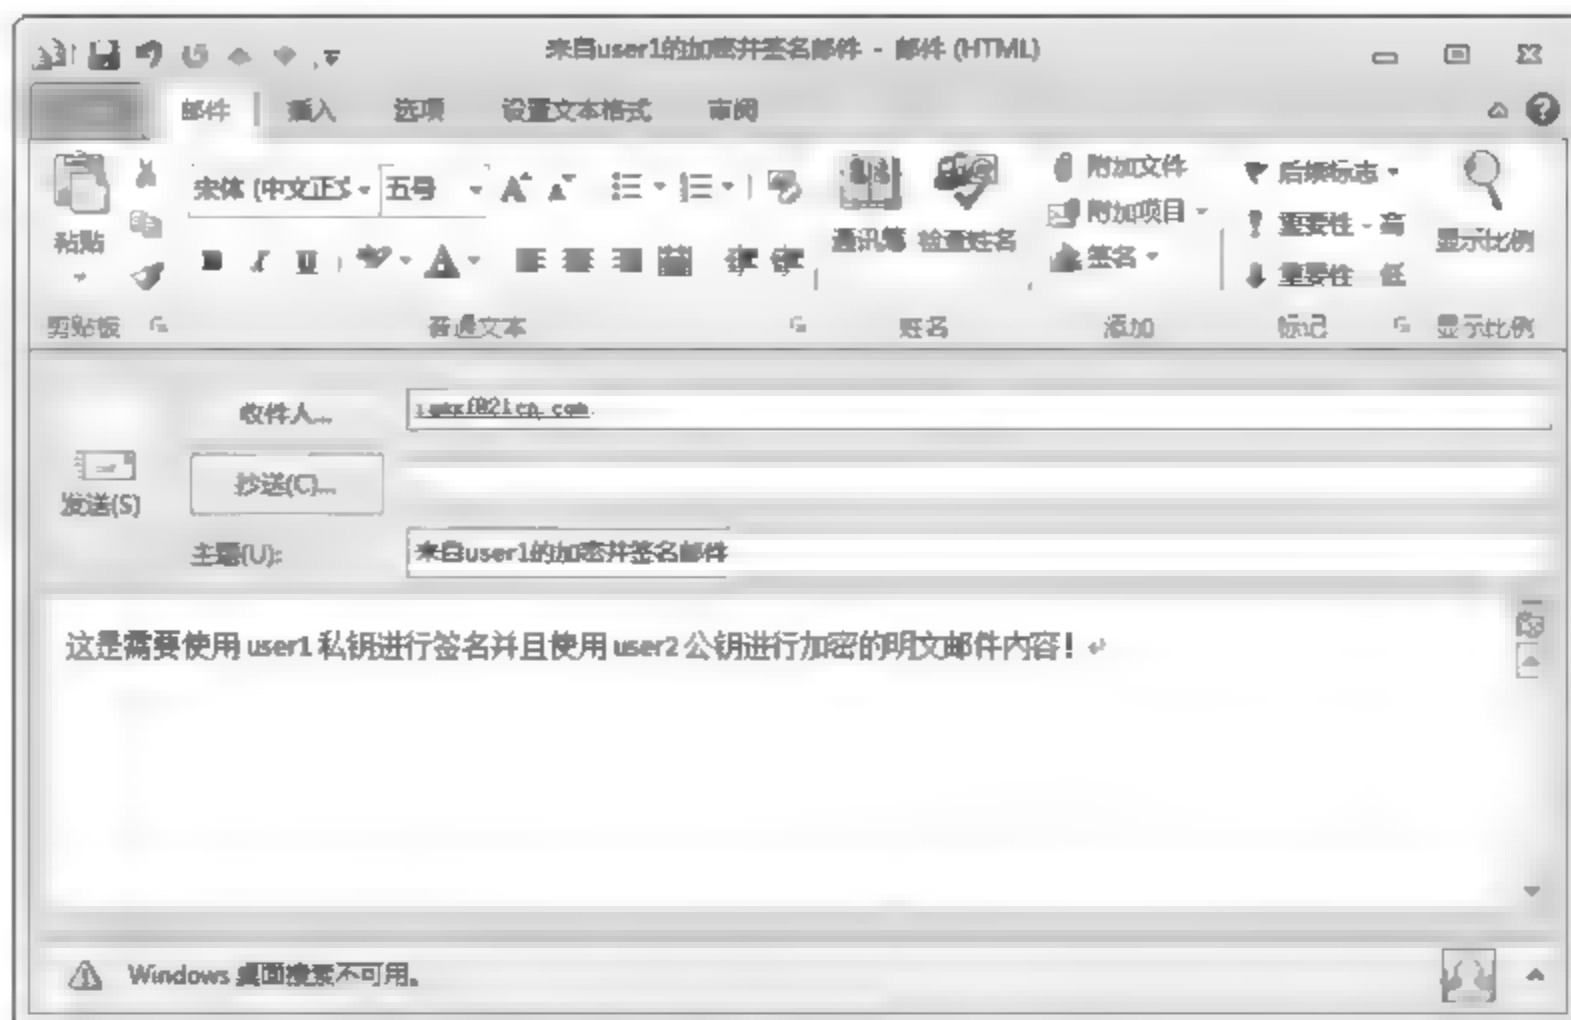 来自user1的加密并签名邮件 - 邮件 (HTML)
邮件 插入 选项 设置文本格式 审阅
宋体 (中文正文 五号 附加文件 后续标志
附加项目 重要性 - 高
粘贴 通讯簿 检查姓名 显示比例
签名 重要性 - 低
剪贴板 普通文本 姓名 添加 标记 显示比例
收件人...
抄送(C)...
发送(S)
主题(U): 来自user1的加密并签名邮件
这是需要使用 user1 私钥进行签名并且使用 user2 公钥进行加密的明文邮件内容！
Windows 桌面搜索不可用。